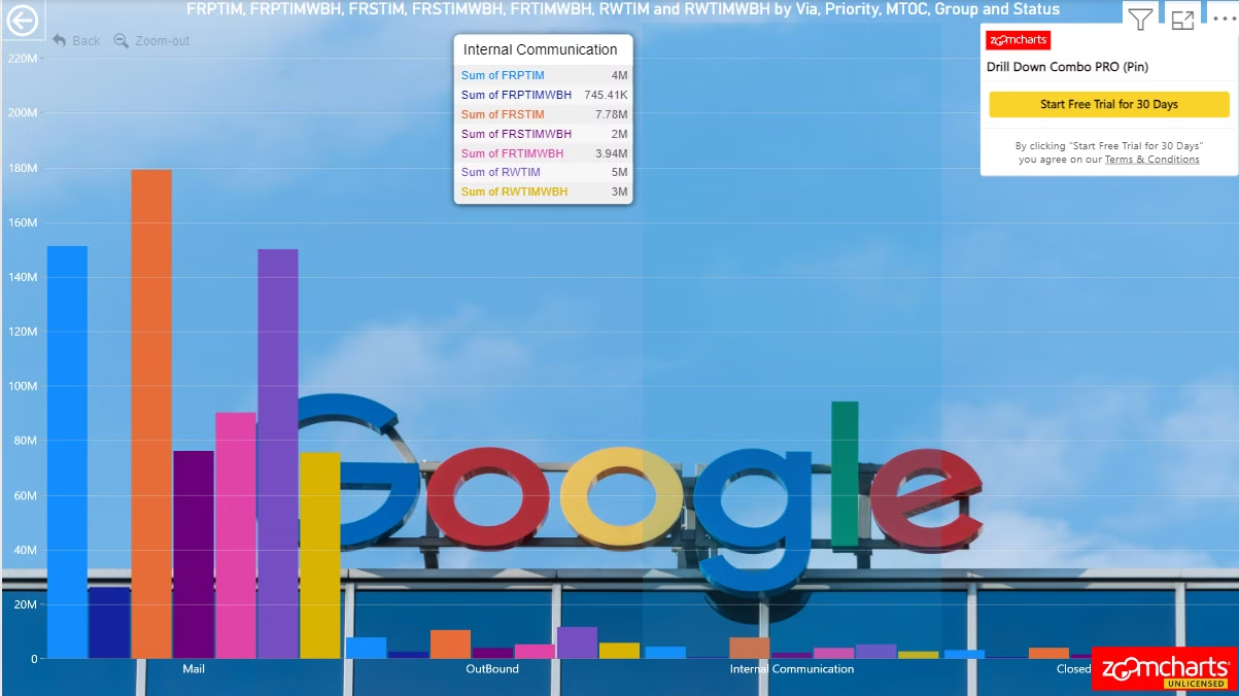 FRPTIM, FRPTIMWBH, FRSTIM, FRSTIMWBH, FRTIMWBH, RWTIM and RWTIMWBH by Via, Priority, MTOC, Group and Status
Back Zoom-out
zoomcharts
Drill Down Combo PRO (Pin)
Start Free Trial for 30 Days
By clicking "Start Free Trial for 30 Days"
you agree on our Terms & Conditions
Internal Communication
Sum of FRPTIM 4M
Sum of FRPTIMWBH 745.41K
Sum of FRSTIM 7.78M
Sum of FRSTIMWBH 2M
Sum of FRTIMWBH 3.94M
Sum of RWTIM 5M
Sum of RWTIMWBH 3M
220M
200M
180M
160M
140M
120M
100M
80M
60M
40M
20M
0
Google
Mail OutBound Internal Communication Closed
zoomcharts
UNLICENSED